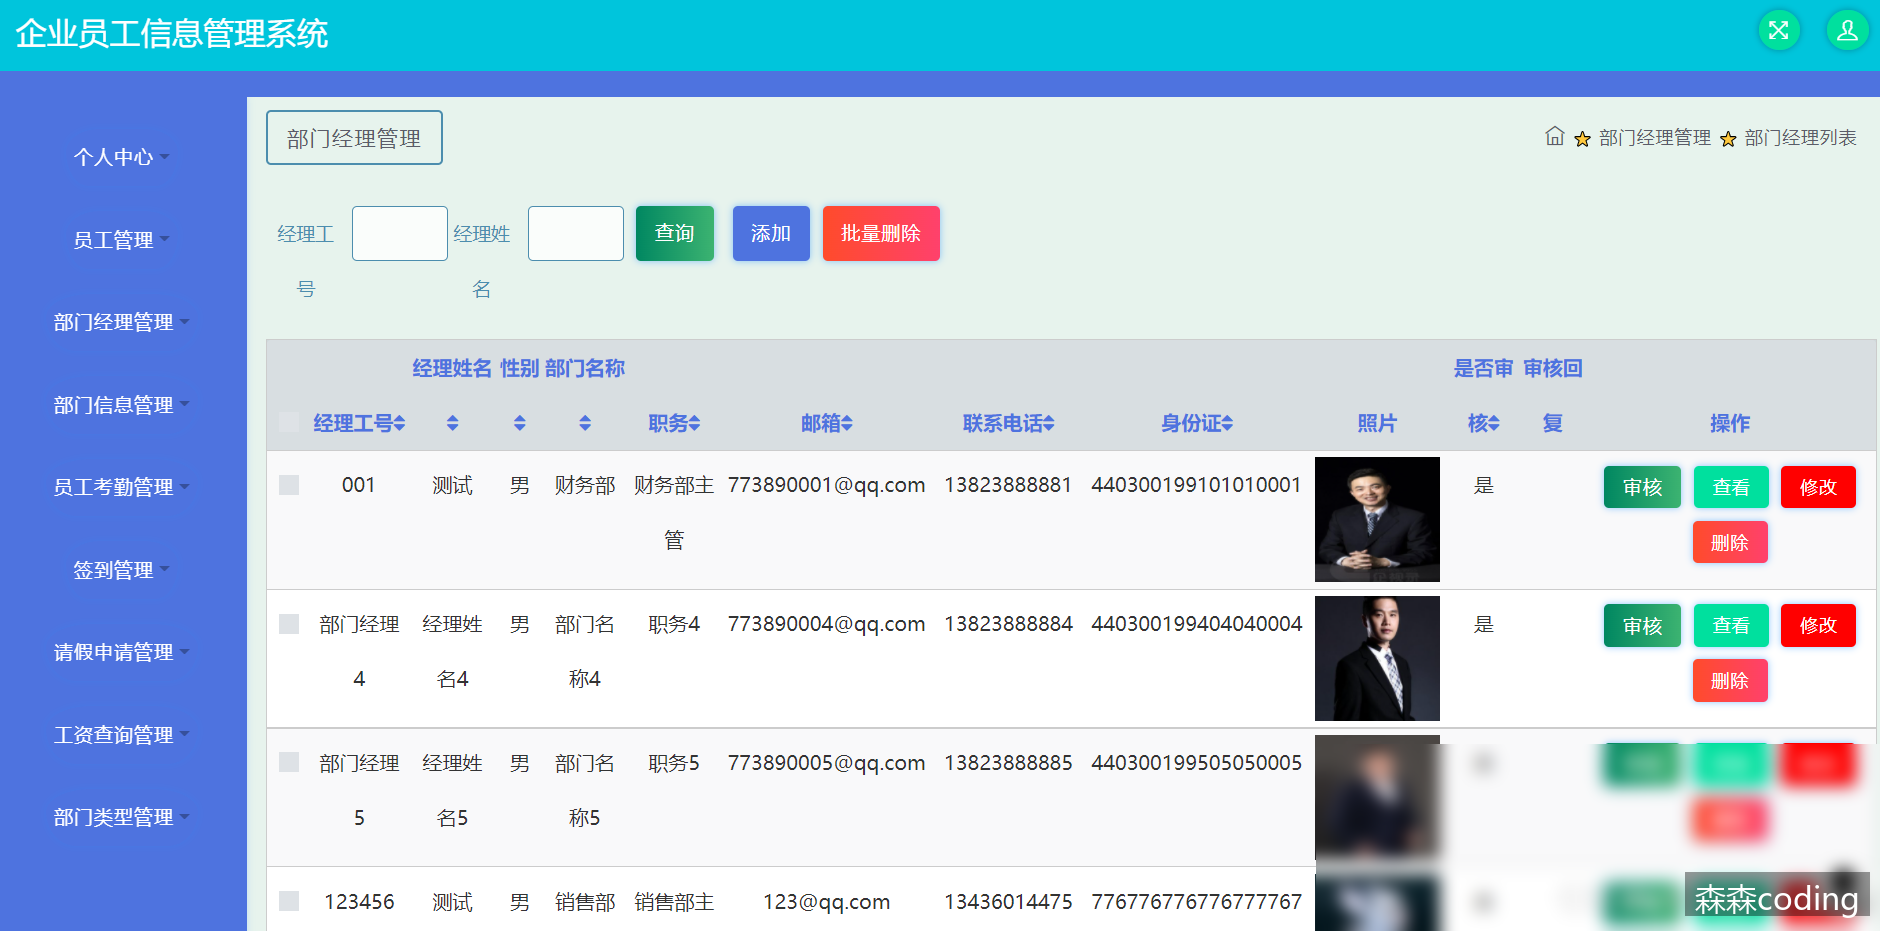 企业员工信息管理系统
个人中心
员工管理
部门经理管理
部门信息管理
员工考勤管理
签到管理
请假申请管理
工资查询管理
部门类型管理
部门经理管理
部门经理管理 部门经理列表
经理工号 经理姓名 查询 添加 批量删除
经理工号 经理姓名 性别 部门名称 职务 邮箱 联系电话 身份证 照片 是否审核 审核回复 操作
001 测试 男 财务部 财务部主管 773890001@qq.com 13823888881 440300199101010001 是 审核 查看 修改 删除
部门经理4 经理姓名4 男 部门名称4 职务4 773890004@qq.com 13823888884 440300199404040004 是 审核 查看 修改 删除
部门经理5 经理姓名5 男 部门名称5 职务5 773890005@qq.com 13823888885 440300199505050005
123456 测试 男 销售部 销售部主 123@qq.com 13436014475 776776776776777767
森森coding